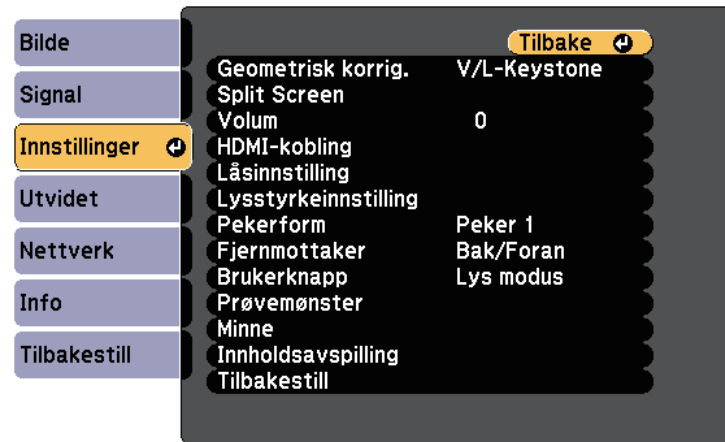 Bilde
Signal
Innstillinger
Utvidet
Nettverk
Info
Tilbakestill
Tilbake
Geometrisk korrig. V/L-Keystone
Split Screen
Volum 0
HDMI-kobling
Låsinnstilling
Lysstyrkeinnstilling
Pekerform Peker 1
Fjernmottaker Bak/Foran
Brukerknapp Lys modus
Prøvemønster
Minne
Innholdsavspilling
Tilbakestill